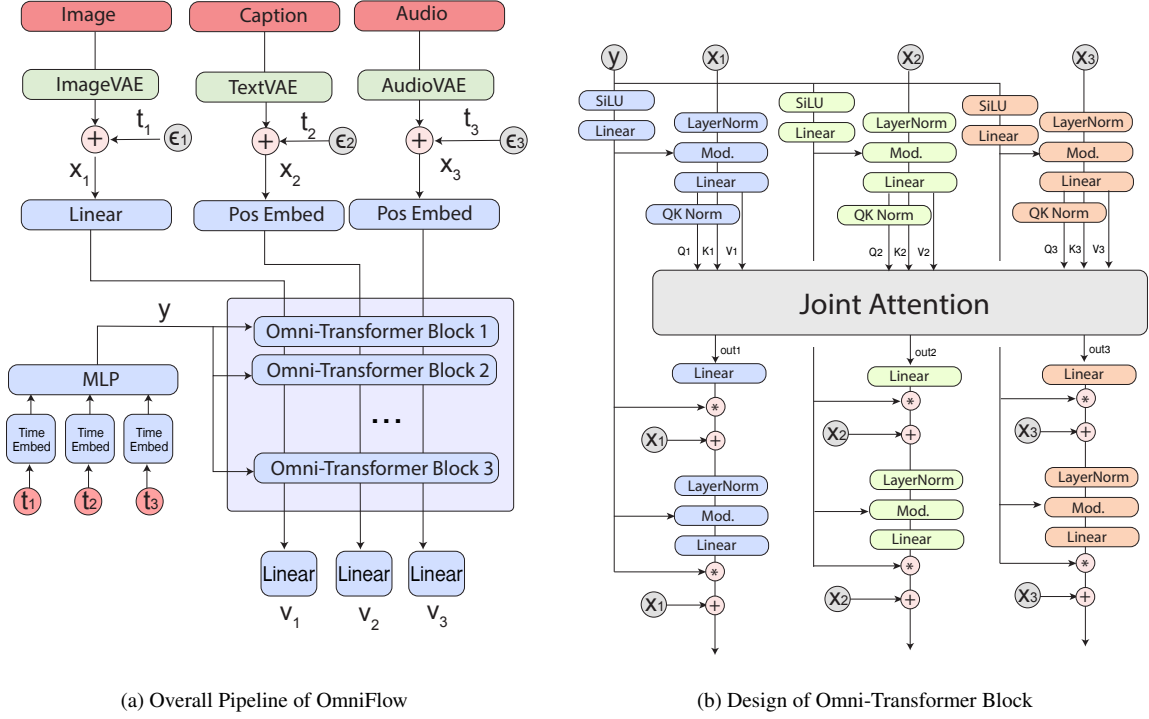 Image Caption Audio
ImageVAE TextVAE AudioVAE
t1 ϵ1 t2 ϵ2 t3 ϵ3
+ + +
x1 x2 x3
Linear Pos Embed Pos Embed
y
Omni-Transformer Block 1
Omni-Transformer Block 2
...
Omni-Transformer Block 3
MLP
Time Embed Time Embed Time Embed
t1 t2 t3
Linear Linear Linear
v1 v2 v3
(a) Overall Pipeline of OmniFlow
y x1 x2 x3
SiLU SiLU SiLU
Linear Linear Linear
LayerNorm LayerNorm LayerNorm
Mod. Mod. Mod.
Linear Linear Linear
QK Norm QK Norm QK Norm
Q1 K1 V1 Q2 K2 V2 Q3 K3 V3
Joint Attention
out1 out2 out3
Linear Linear Linear
* * *
x1 + x2 + x3 +
LayerNorm LayerNorm LayerNorm
Mod. Mod. Mod.
Linear Linear Linear
* * *
x1 + x2 + x3 +
(b) Design of Omni-Transformer Block